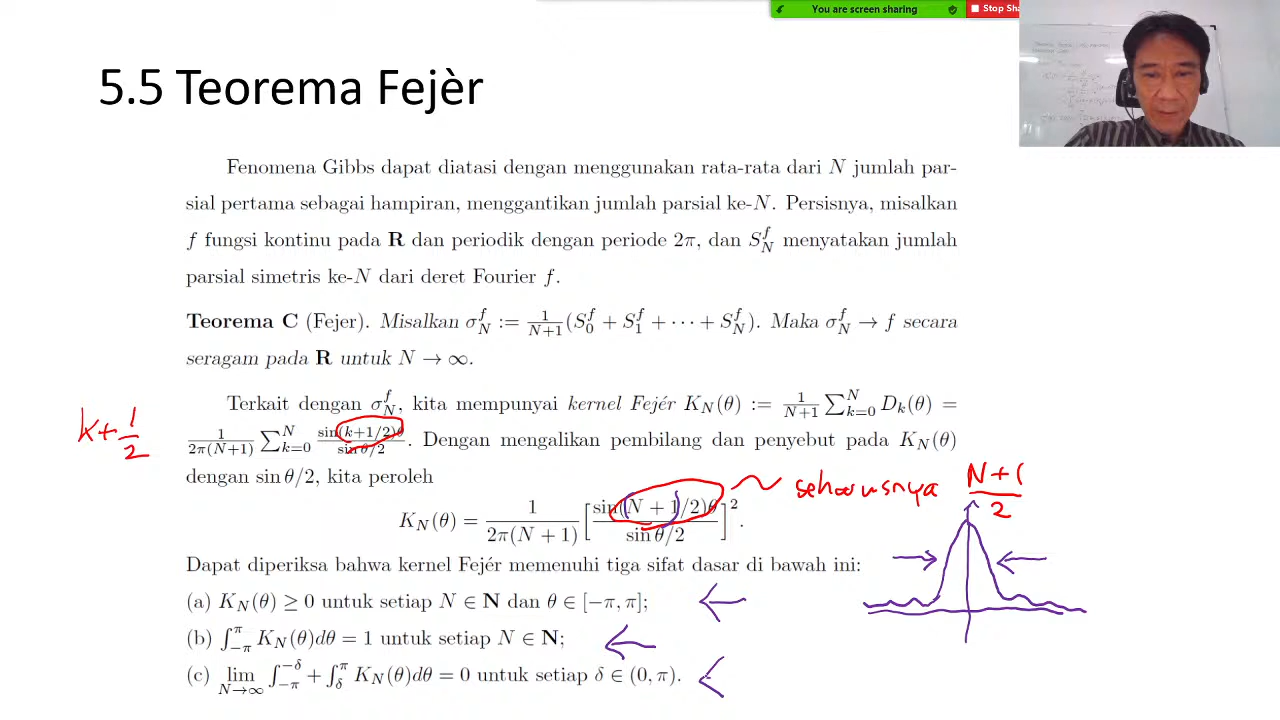 You are screen sharing
Stop Sha
5.5 Teorema Fejèr
Fenomena Gibbs dapat diatasi dengan menggunakan rata-rata dari N jumlah par-
sial pertama sebagai hampiran, menggantikan jumlah parsial ke-N. Persisnya, misalkan
f fungsi kontinu pada R dan periodik dengan periode 2π, dan S_N^f menyatakan jumlah
parsial simetris ke-N dari deret Fourier f.
Teorema C (Fejer). Misalkan σ_N^f := 1/(N+1) (S_0^f + S_1^f + ⋯ + S_N^f). Maka σ_N^f → f secara
seragam pada R untuk N → ∞.
Terkait dengan σ_N^f, kita mempunyai kernel Fejér K_N(θ) := 1/(N+1) ∑_{k=0}^N D_k(θ) =
k+1/2
1/(2π(N+1)) ∑_{k=0}^N sin(k+1/2)θ / sin θ/2. Dengan mengalikan pembilang dan penyebut pada K_N(θ)
dengan sin θ/2, kita peroleh
K_N(θ) = 1/(2π(N+1)) [sin(N+1/2)θ / sin θ/2]^2.
seharusnya (N+1)/2
Dapat diperiksa bahwa kernel Fejér memenuhi tiga sifat dasar di bawah ini:
(a) K_N(θ) ≥ 0 untuk setiap N ∈ N dan θ ∈ [−π, π];
(b) ∫_{−π}^{π} K_N(θ)dθ = 1 untuk setiap N ∈ N;
(c) lim_{N→∞} ∫_{−π}^{−δ} + ∫_{δ}^{π} K_N(θ)dθ = 0 untuk setiap δ ∈ (0, π).